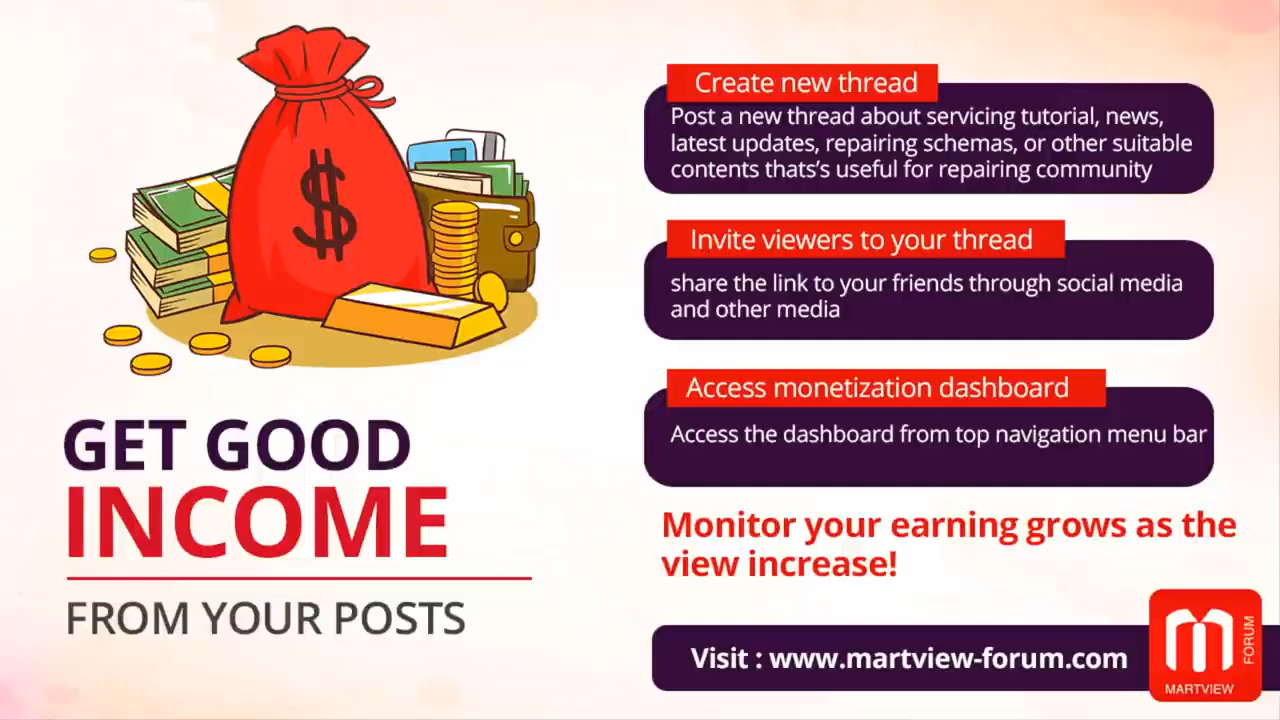 $
GET GOOD
INCOME
FROM YOUR POSTS
Create new thread
Post a new thread about servicing tutorial, news,
latest updates, repairing schemas, or other suitable
contents thats's useful for repairing community
Invite viewers to your thread
share the link to your friends through social media
and other media
Access monetization dashboard
Access the dashboard from top navigation menu bar
Monitor your earning grows as the
view increase!
Visit : www.martview-forum.com
FORUM
MARTVIEW